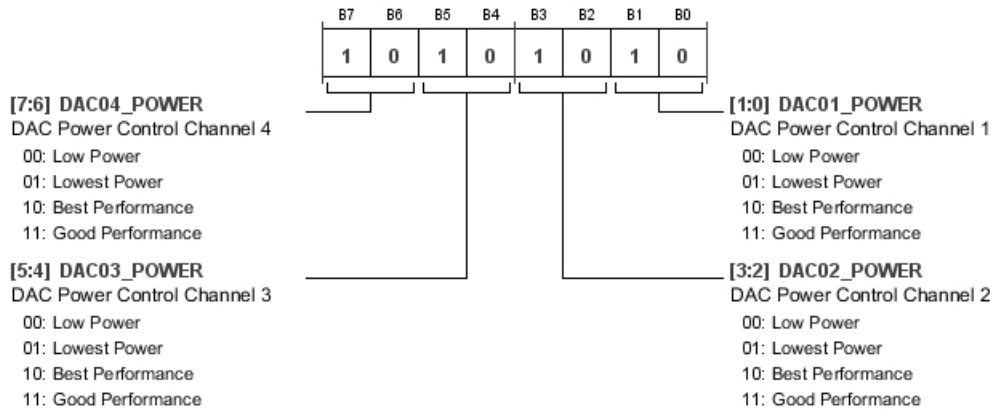 B7 B6 B5 B4 B3 B2 B1 B0
1 0 1 0 1 0 1 0
[7:6] DAC04_POWER
DAC Power Control Channel 4
00: Low Power
01: Lowest Power
10: Best Performance
11: Good Performance
[5:4] DAC03_POWER
DAC Power Control Channel 3
00: Low Power
01: Lowest Power
10: Best Performance
11: Good Performance
[1:0] DAC01_POWER
DAC Power Control Channel 1
00: Low Power
01: Lowest Power
10: Best Performance
11: Good Performance
[3:2] DAC02_POWER
DAC Power Control Channel 2
00: Low Power
01: Lowest Power
10: Best Performance
11: Good Performance